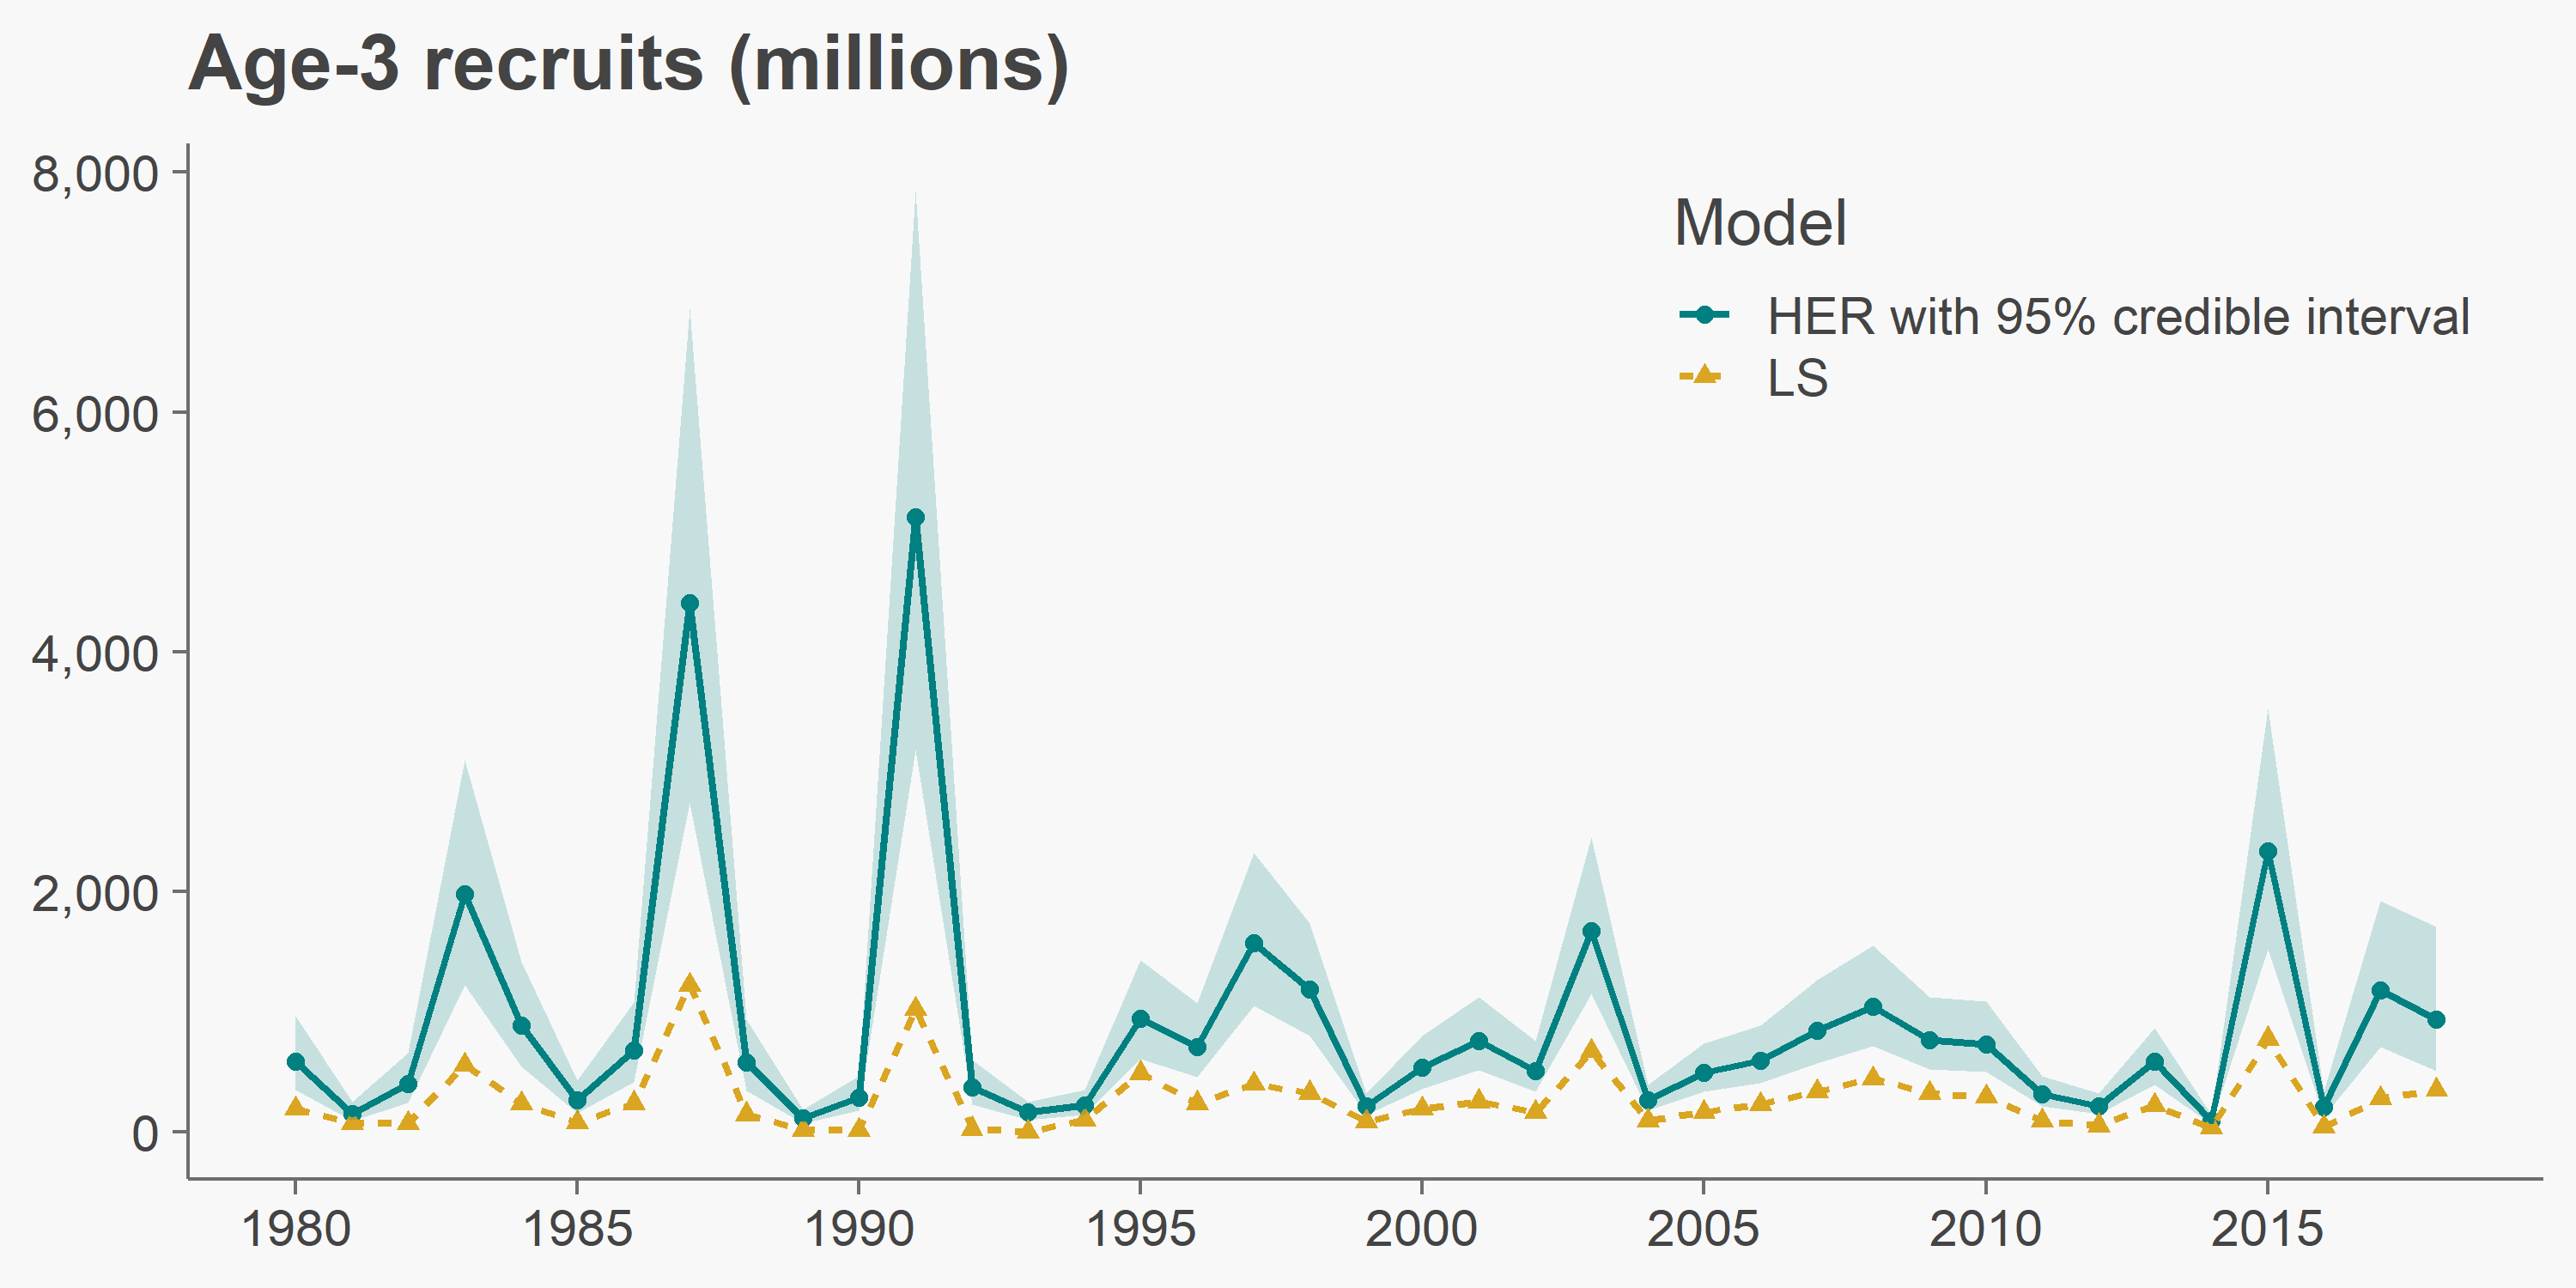 Age-3 recruits (millions)
8,000
6,000
4,000
2,000
0
Model
HER with 95% credible interval
LS
1980 1985 1990 1995 2000 2005 2010 2015